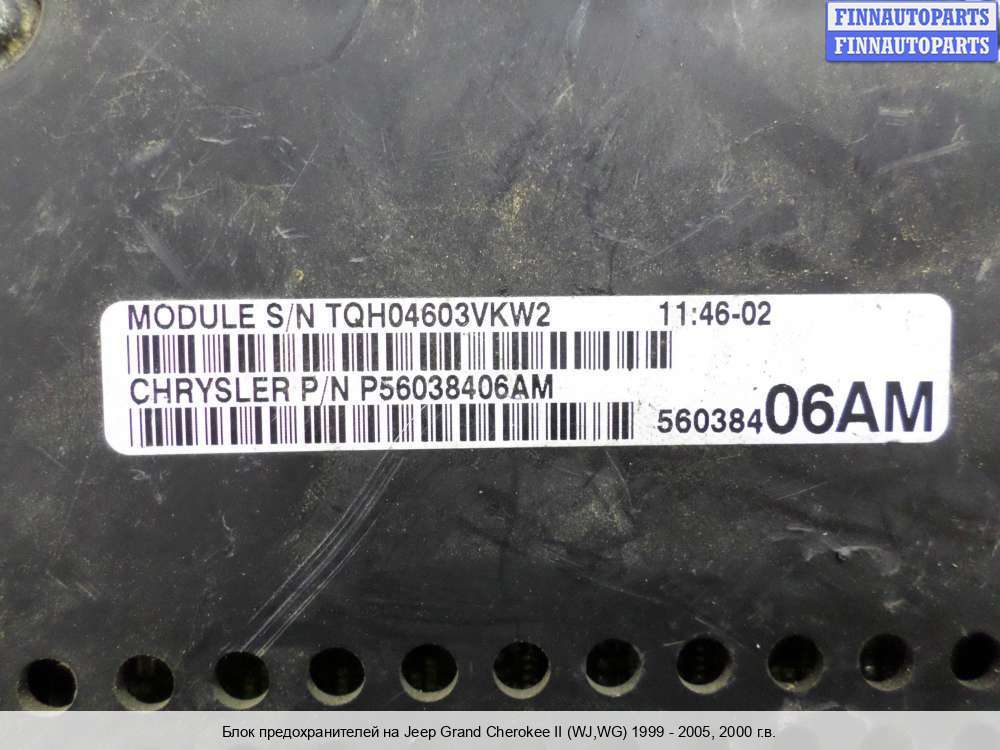 FINNAUTOPARTS
FINNAUTOPARTS
MODULE S/N TQH04603VKW2 11:46-02
CHRYSLER P/N P56038406AM
56038406AM
Блок предохранителей на Jeep Grand Cherokee II (WJ,WG) 1999 - 2005, 2000 г.в.